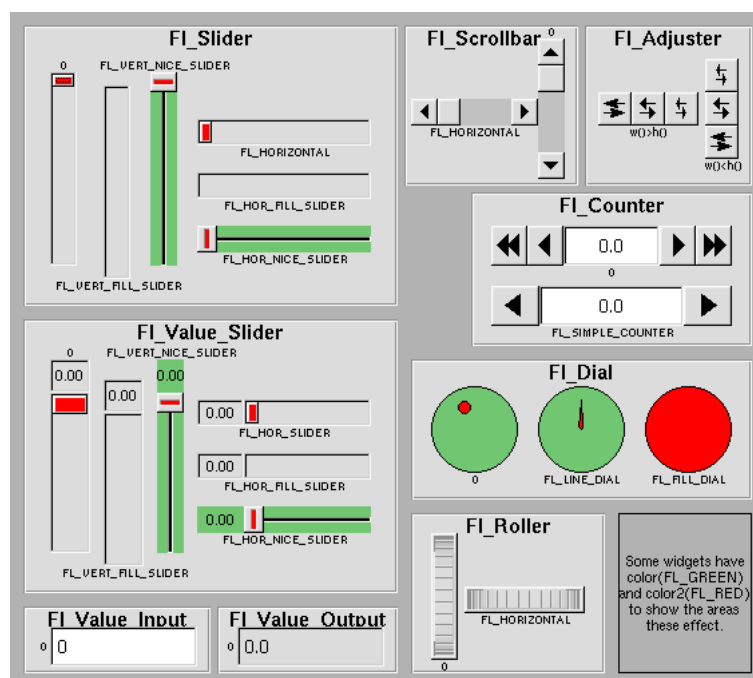 Fl_Slider
0
FL_VERT_NICE_SLIDER
FL_HORIZONTAL
FL_HOR_FILL_SLIDER
FL_HOR_NICE_SLIDER
FL_VERT_FILL_SLIDER
Fl_Scrollbar
0
FL_HORIZONTAL
Fl_Adjuster
w()>h()
w()<h()
Fl_Counter
0.0
0
0.0
FL_SIMPLE_COUNTER
Fl_Value_Slider
0
FL_VERT_NICE_SLIDER
0.00
0.00
0.00
0.00
FL_HOR_SLIDER
0.00
FL_HOR_FILL_SLIDER
0.00
FL_HOR_NICE_SLIDER
FL_VERT_FILL_SLIDER
Fl_Dial
0
FL_LINE_DIAL
FL_FILL_DIAL
Fl_Roller
FL_HORIZONTAL
0
Some widgets have
color(FL_GREEN)
and color2(FL_RED)
to show the areas
these effect.
Fl_Value_Input
0
0
Fl_Value_Output
0
0.0